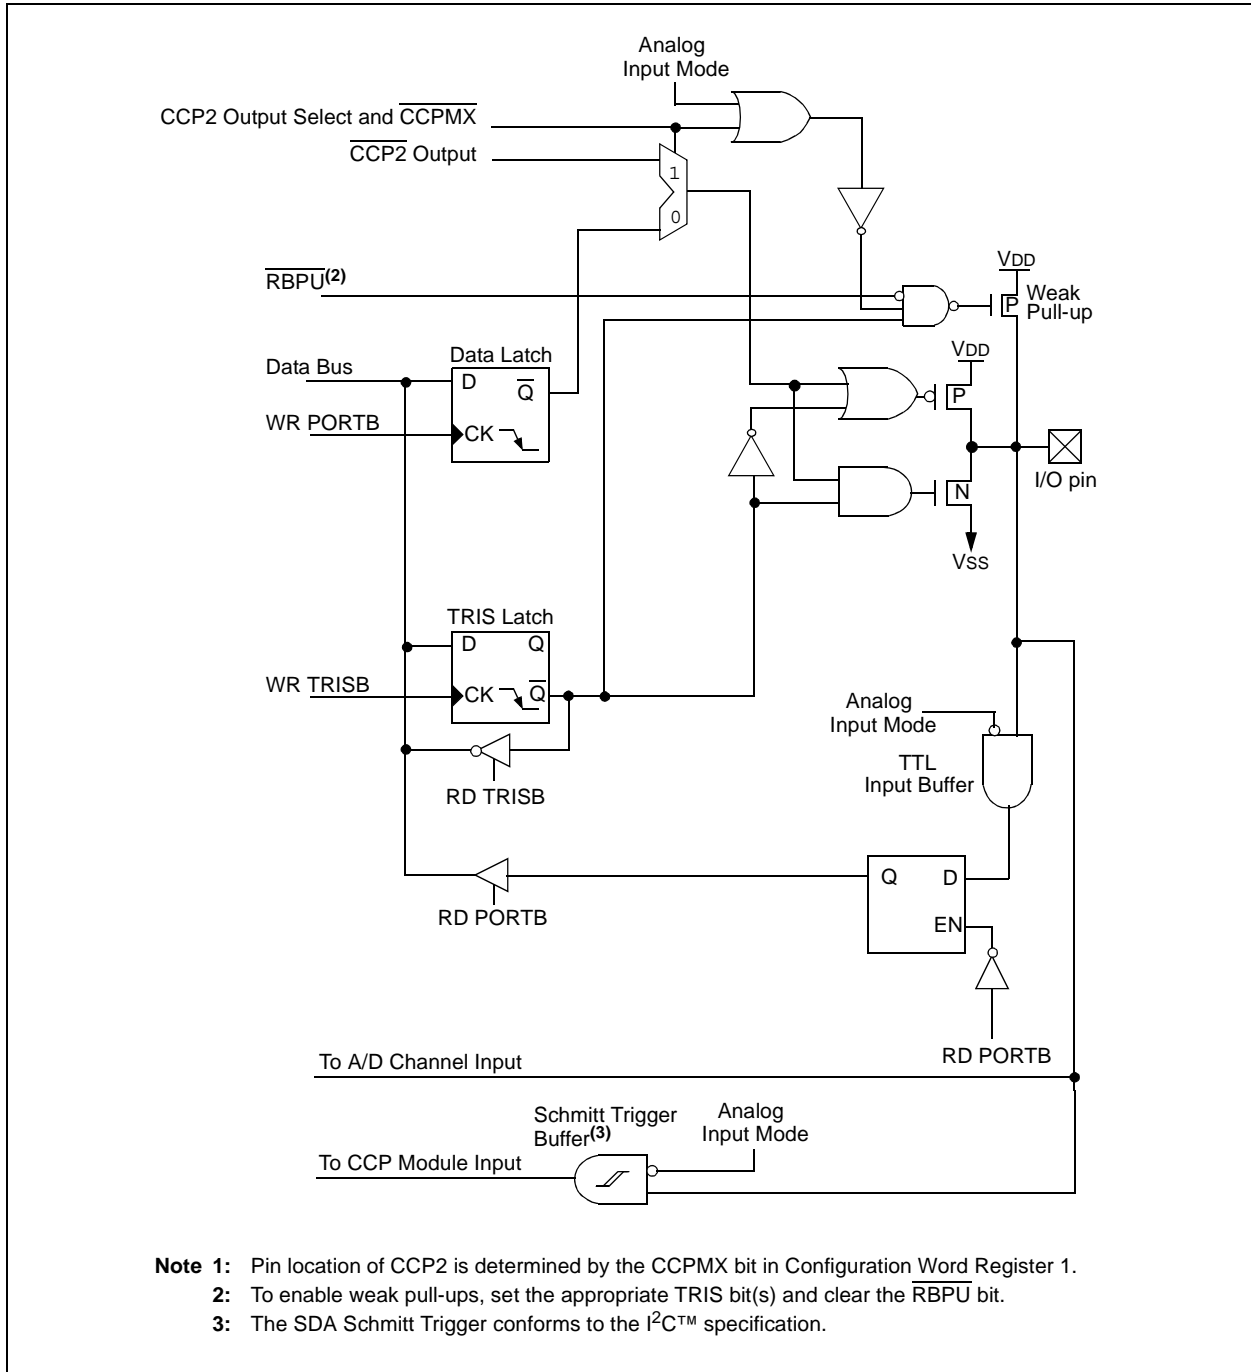 Analog
Input Mode
CCP2 Output Select and CCPMX
CCP2 Output
1
0
RBPU(2)
VDD
P
Weak
Pull-up
Data Bus
Data Latch
D
Q
WR PORTB
CK
VDD
P
N
I/O pin
VSS
TRIS Latch
D
Q
WR TRISB
CK
Q
RD TRISB
Analog
Input Mode
TTL
Input Buffer
RD PORTB
Q
D
EN
RD PORTB
To A/D Channel Input
Schmitt Trigger
Buffer(3)
Analog
Input Mode
To CCP Module Input
Note 1: Pin location of CCP2 is determined by the CCPMX bit in Configuration Word Register 1.
2: To enable weak pull-ups, set the appropriate TRIS bit(s) and clear the RBPU bit.
3: The SDA Schmitt Trigger conforms to the I2C™ specification.